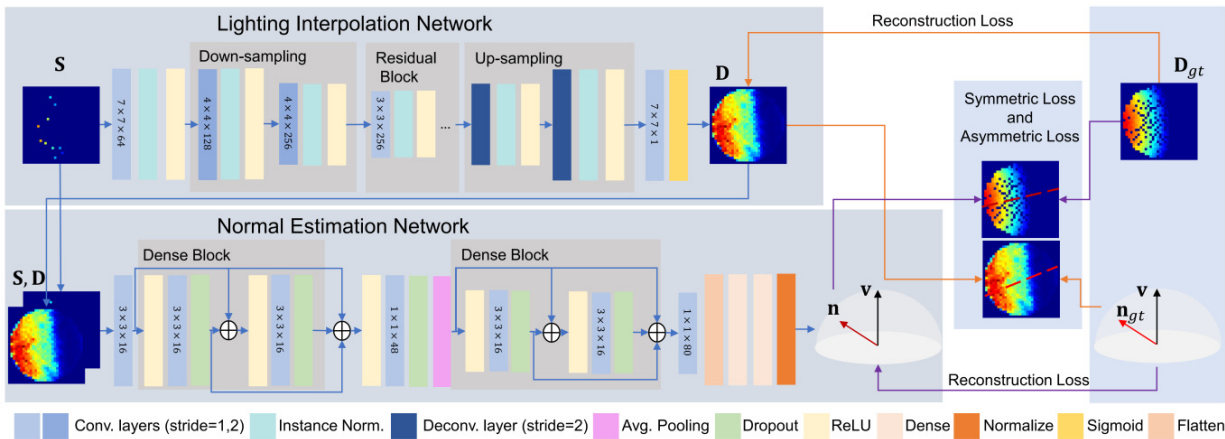 Lighting Interpolation Network
Reconstruction Loss
S
Down-sampling
Residual
Block
Up-sampling
D
D_gt
7×7×64
4×4×128
4×4×256
3×3×256
...
7×7×1
Symmetric Loss
and
Asymmetric Loss
Normal Estimation Network
S, D
Dense Block
Dense Block
3×3×16
3×3×16
3×3×16
1×1×48
3×3×16
3×3×16
1×1×80
n
v
n_gt
v
Reconstruction Loss
Conv. layers (stride=1,2)
Instance Norm.
Deconv. layer (stride=2)
Avg. Pooling
Dropout
ReLU
Dense
Normalize
Sigmoid
Flatten